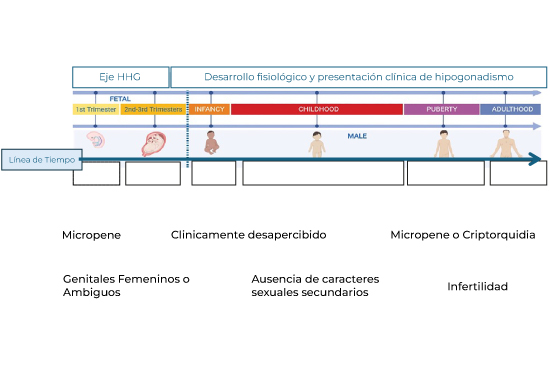 Eje HHG
Desarrollo fisiológico y presentación clínica de hipogonadismo
FETAL
1st Trimester
2nd-3rd Trimesters
INFANCY
CHILDHOOD
PUBERTY
ADULTHOOD
MALE
Línea de Tiempo
Micropene
Clinicamente desapercibido
Micropene o Criptorquidia
Genitales Femeninos o
Ambiguos
Ausencia de caracteres
sexuales secundarios
Infertilidad